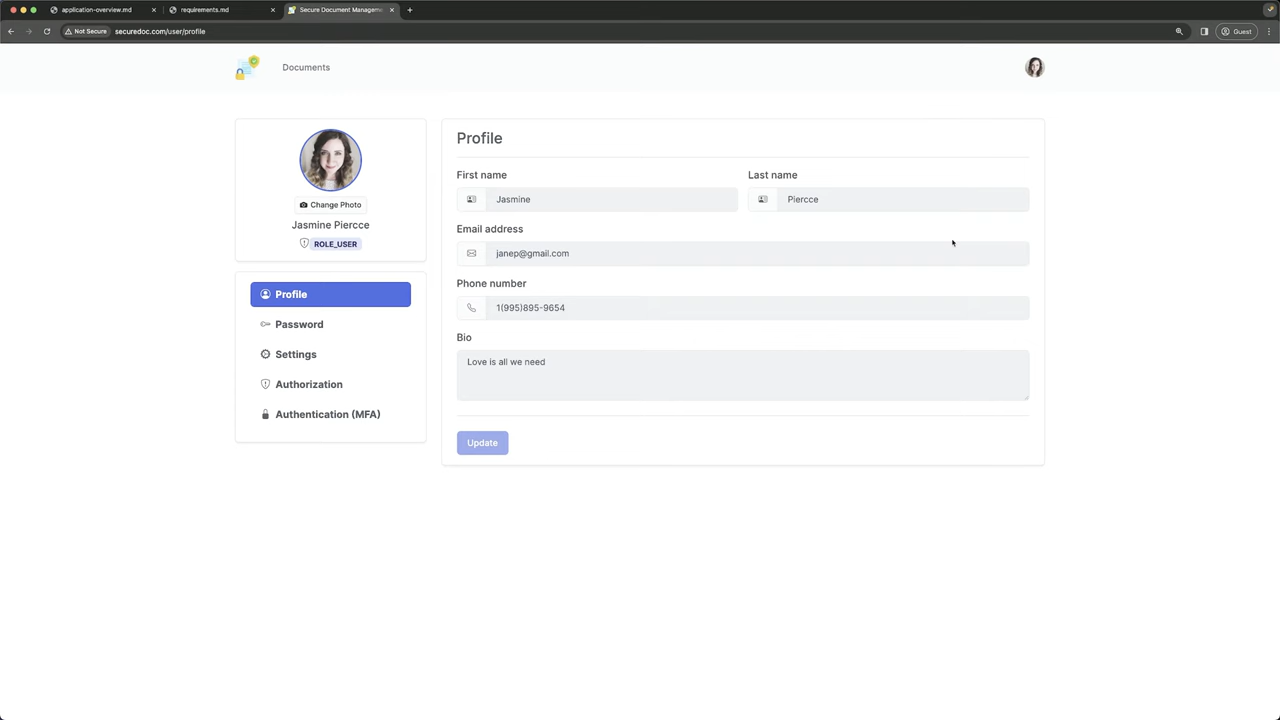 application-overview.md
requirements.md
Secure Document Managem
Not Secure
securedoc.com/user/profile
Guest
Documents
Change Photo
Jasmine Piercce
ROLE_USER
Profile
Password
Settings
Authorization
Authentication (MFA)
Profile
First name
Last name
Jasmine
Piercce
Email address
janep@gmail.com
Phone number
1(995)895-9654
Bio
Love is all we need
Update